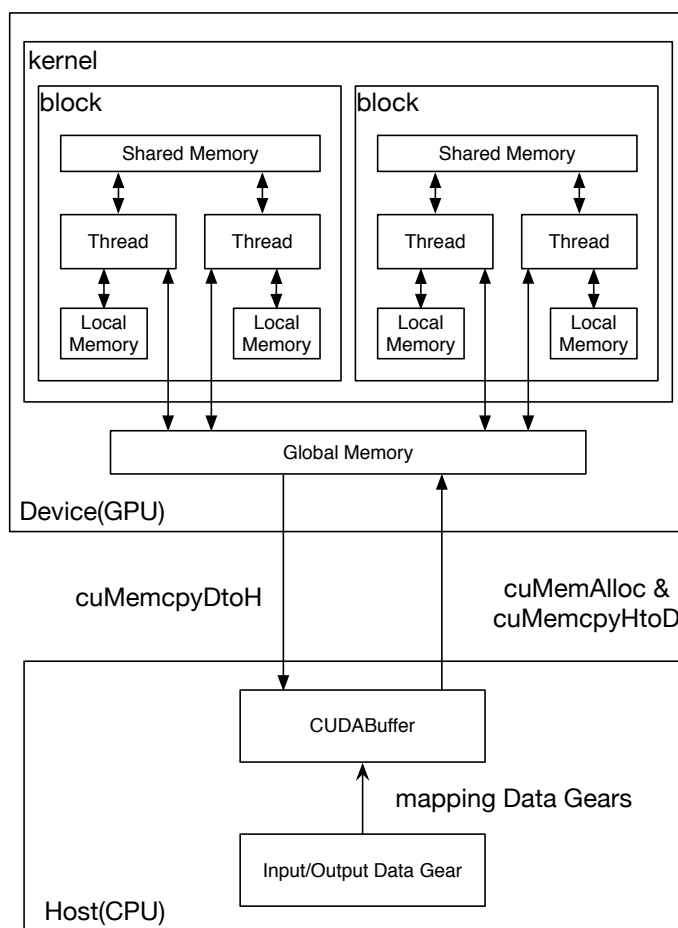 kernel
block
block
Shared Memory
Shared Memory
Thread
Thread
Thread
Thread
Local
Memory
Local
Memory
Local
Memory
Local
Memory
Global Memory
Device(GPU)
cuMemcpyDtoH
cuMemAlloc &
cuMemcpyHtoD
CUDABuffer
mapping Data Gears
Input/Output Data Gear
Host(CPU)